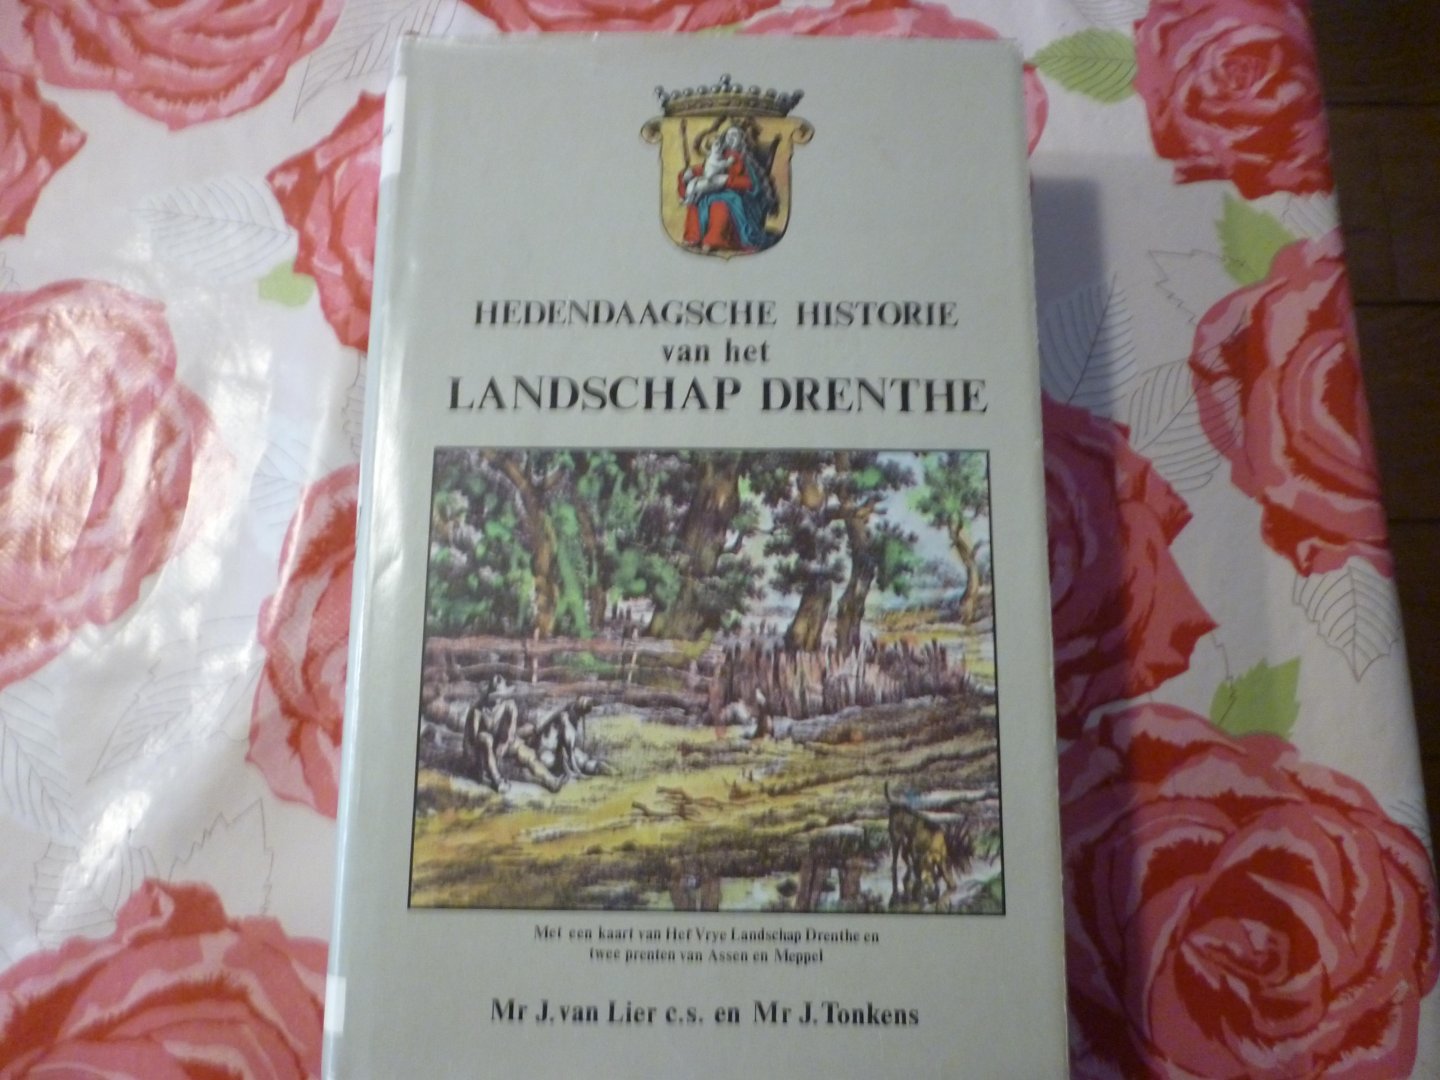 HEDENDAAGSCHE HISTORIE
van het
LANDSCHAP DRENTHE
Met een kaart van Het Vrye Landschap Drenthe en
twee prenten van Assen en Meppel
Mr J. van Lier c.s. en Mr J. Tonkens